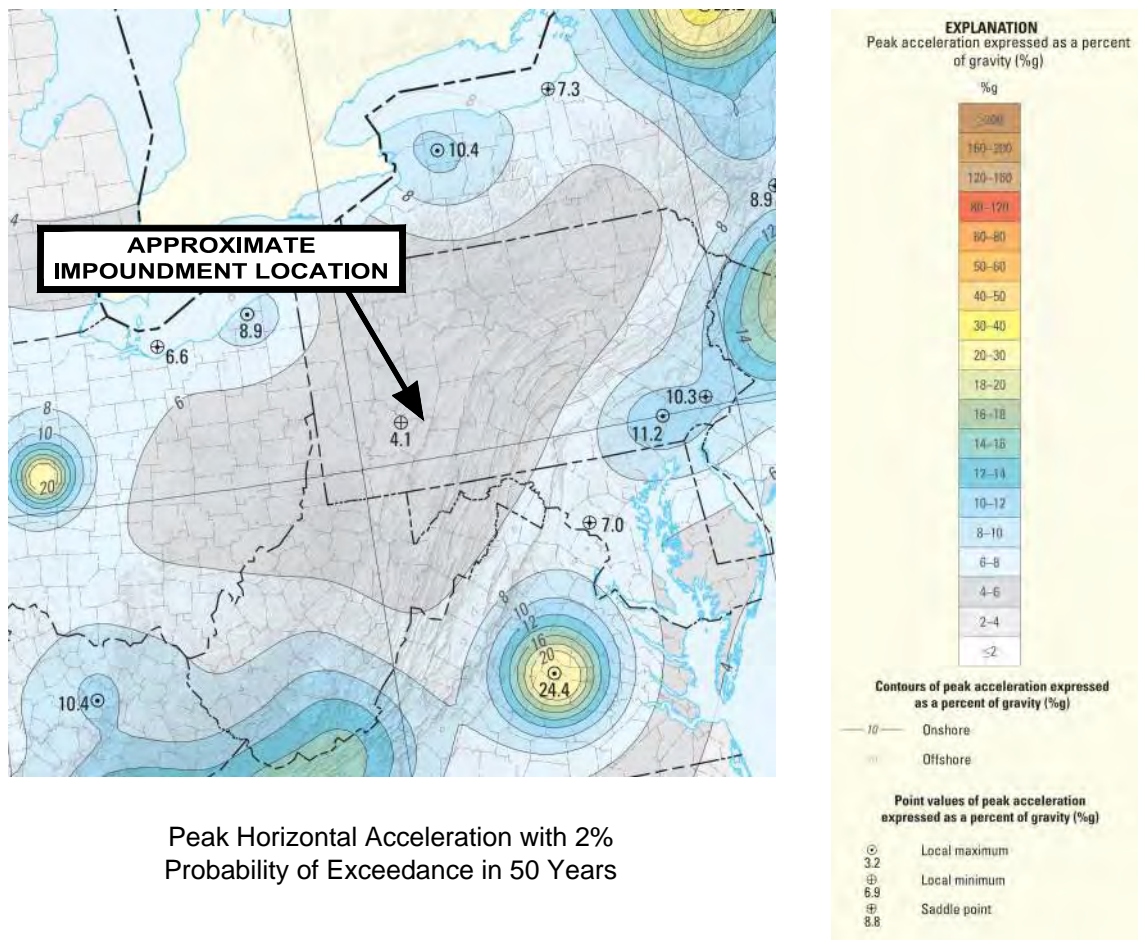 7.3
8
10.4
8
8
8.9
4
12
APPROXIMATE
IMPOUNDMENT LOCATION
8
8.9
6.6
14
6
8
10
20
10.3
11.2
4.1
6
7.0
8
10
12
16
20
24.4
4
10.4
Peak Horizontal Acceleration with 2%
Probability of Exceedance in 50 Years
EXPLANATION
Peak acceleration expressed as a percent
of gravity (%g)
%g
160–200
80–120
60–80
50–60
40–50
30–40
20–30
18–20
16–18
14–16
12–14
10–12
8–10
6–8
4–6
2–4
≤2
Contours of peak acceleration expressed
as a percent of gravity (%g)
10
Onshore
Offshore
Point values of peak acceleration
expressed as a percent of gravity (%g)
Local maximum
3.2
Local minimum
6.9
Saddle point
8.8